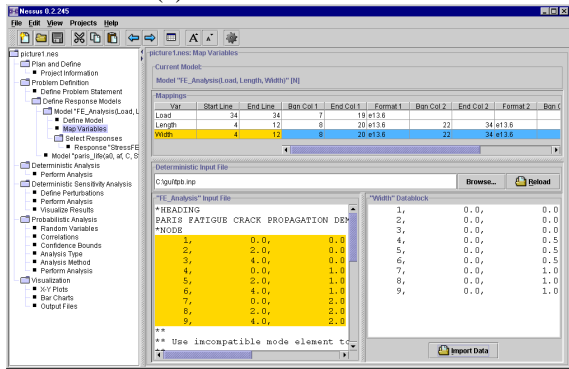 Nessus 8.2.245
File Edit View Projects Help
picture1.nes
Plan and Define
Project Information
Problem Definition
Define Problem Statement
Define Response Models
Model "FE_Analysis(Load, L
Define Model
Map Variables
Select Responses
Response "StressFE
Model "paris_life(a0, af, C, S
Deterministic Analysis
Perform Analysis
Deterministic Sensitivity Analysis
Define Perturbations
Perform Analysis
Visualize Results
Probabilistic Analysis
Random Variables
Correlations
Confidence Bounds
Analysis Type
Analysis Method
Perform Analysis
Visualization
X-Y Plots
Bar Charts
Output Files
picture1.nes: Map Variables
Current Model:
Model "FE_Analysis(Load, Length, Width)" [N]
Mappings
Var Start Line End Line Bgn Col 1 End Col 1 Format 1 Bgn Col 2 End Col 2 Format 2 Bgn C
Load 34 34 7 19 e13.6
Length 4 12 8 20 e13.6 22 34 e13.6
Width 4 12 8 20 e13.6 22 34 e13.6
Deterministic Input File
C:\gui\tpb.inp Browse... Reload
"FE_Analysis" Input File
*HEADING
PARIS FATIGUE CRACK PROPAGATION DEM
*NODE
1, 0.0, 0.0
2, 2.0, 0.0
3, 4.0, 0.0
4, 0.0, 1.0
5, 2.0, 1.0
6, 4.0, 1.0
7, 0.0, 2.0
8, 2.0, 2.0
9, 4.0, 2.0
**
** Use incompatible mode element to
"Width" Datablock
1, 0.0, 0.0
2, 0.0, 0.0
3, 0.0, 0.0
4, 0.0, 0.5
5, 0.0, 0.5
6, 0.0, 0.5
7, 0.0, 1.0
8, 0.0, 1.0
9, 0.0, 1.0
Import Data